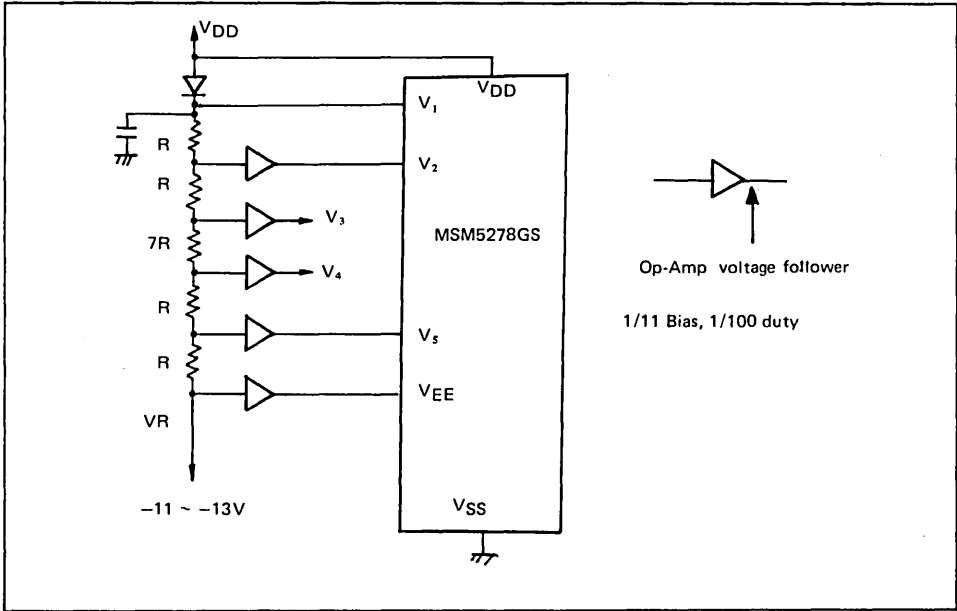 VDD
VDD
V1
R
V2
R
V3
MSM5278GS
7R
Op-Amp voltage follower
V4
R
1/11 Bias, 1/100 duty
V5
R
VEE
VR
VSS
−11 ~ −13V